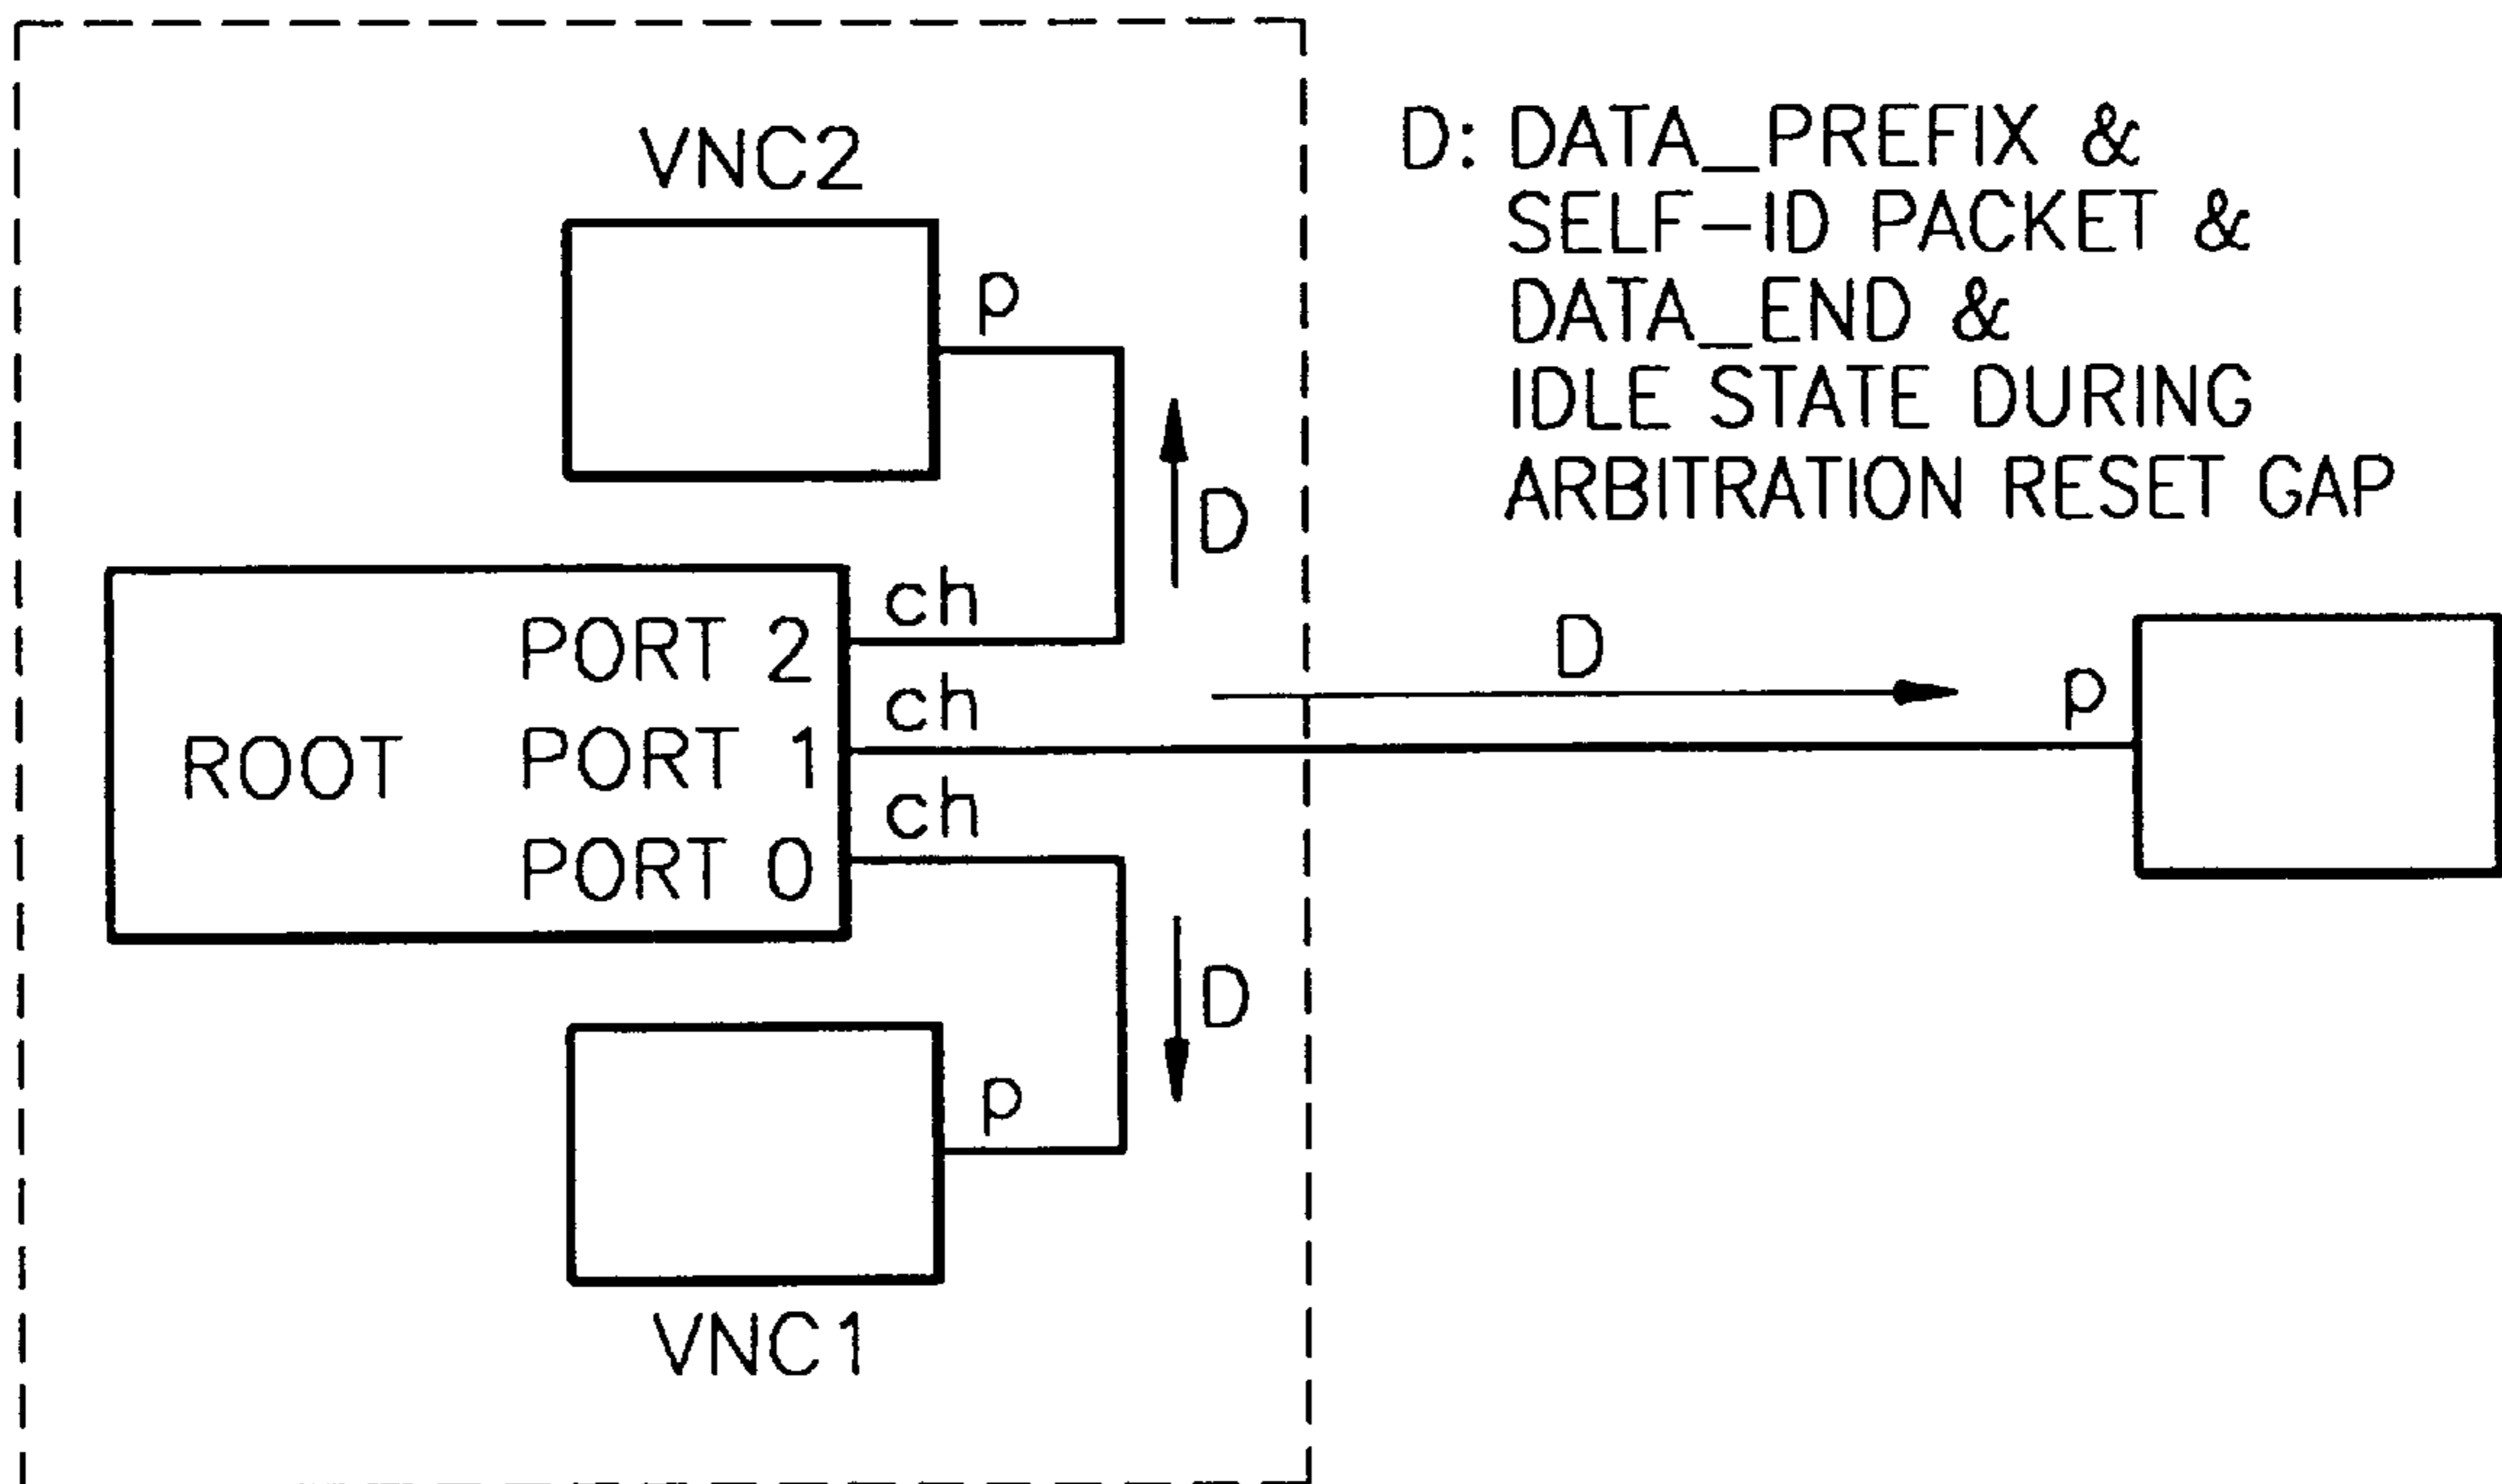 VNC2
D: DATA_PREFIX &
SELF-ID PACKET &
DATA_END &
IDLE STATE DURING
ARBITRATION RESET GAP
p
D
ch
PORT 2
D
p
ch
ROOT
PORT 1
ch
PORT 0
D
p
VNC1